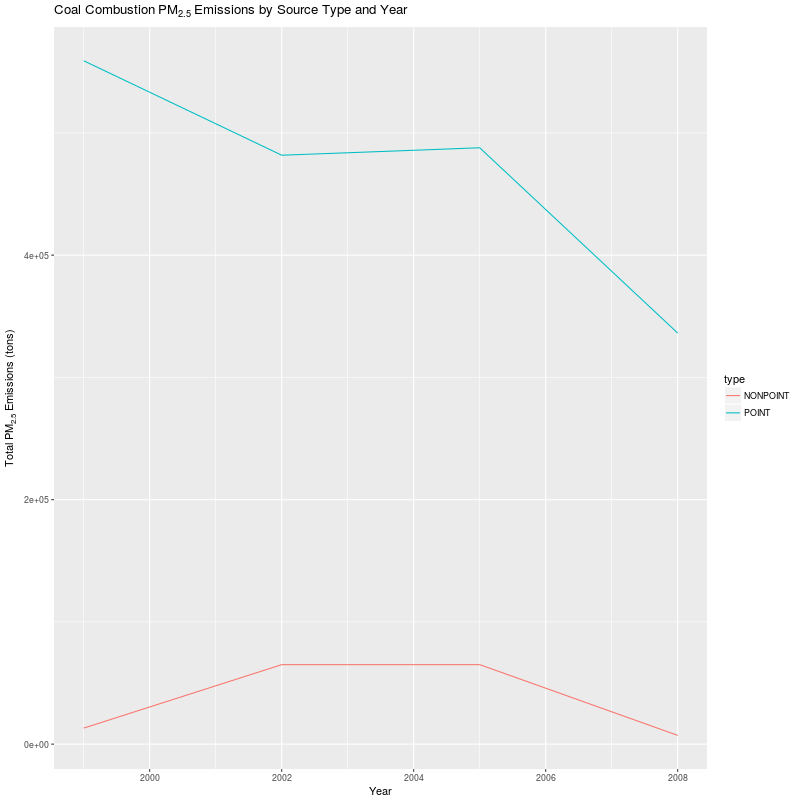 Coal Combustion PM2.5 Emissions by Source Type and Year
Total PM2.5 Emissions (tons)
4e+05
2e+05
0e+00
2000 2002 2004 2006 2008
Year
type
NONPOINT
POINT